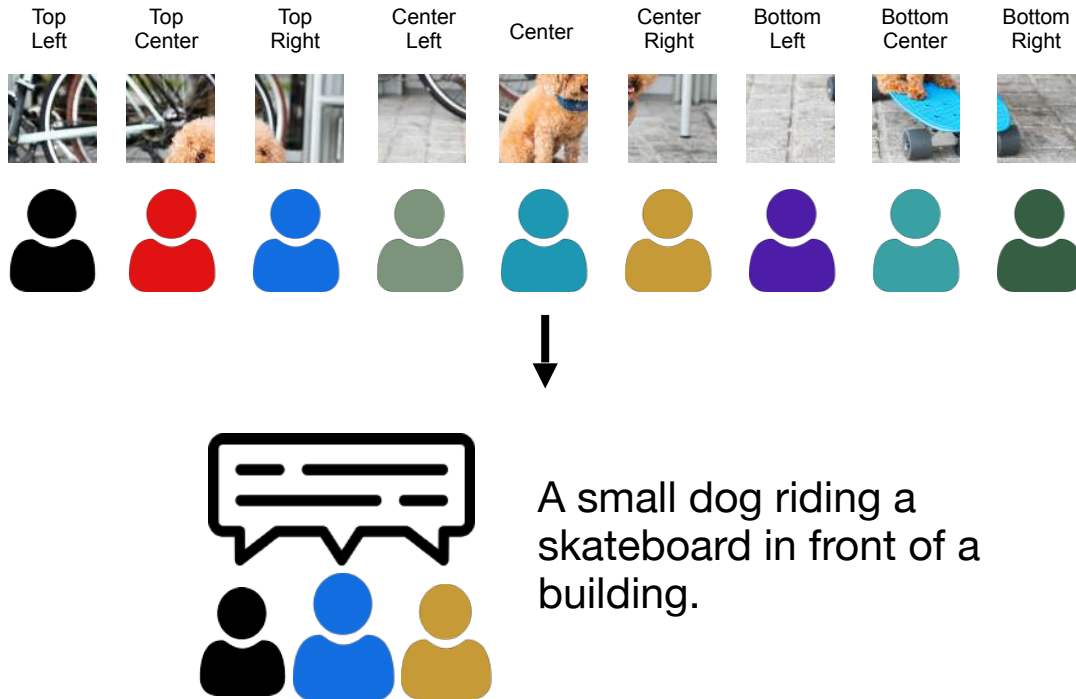 Top
Left
Top
Center
Top
Right
Center
Left
Center
Center
Right
Bottom
Left
Bottom
Center
Bottom
Right
A small dog riding a
skateboard in front of a
building.